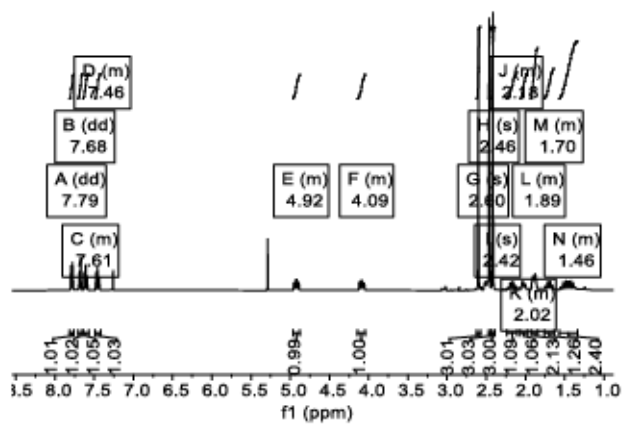 D (m)
7.46
J (m)
2.18
B (dd)
7.68
H (s)
2.46
M (m)
1.70
A (dd)
7.79
E (m)
4.92
F (m)
4.09
G (s)
2.60
L (m)
1.89
C (m)
7.61
I (s)
2.42
N (m)
1.46
K (m)
2.02
1.01
1.02
1.05
1.03
0.99
1.00
3.01
3.03
3.00
1.09
1.06
2.13
1.26
2.40
8.0 7.5 7.0 6.5 6.0 5.5 5.0 4.5 4.0 3.5 3.0 2.5 2.0 1.5 1.0
f1 (ppm)